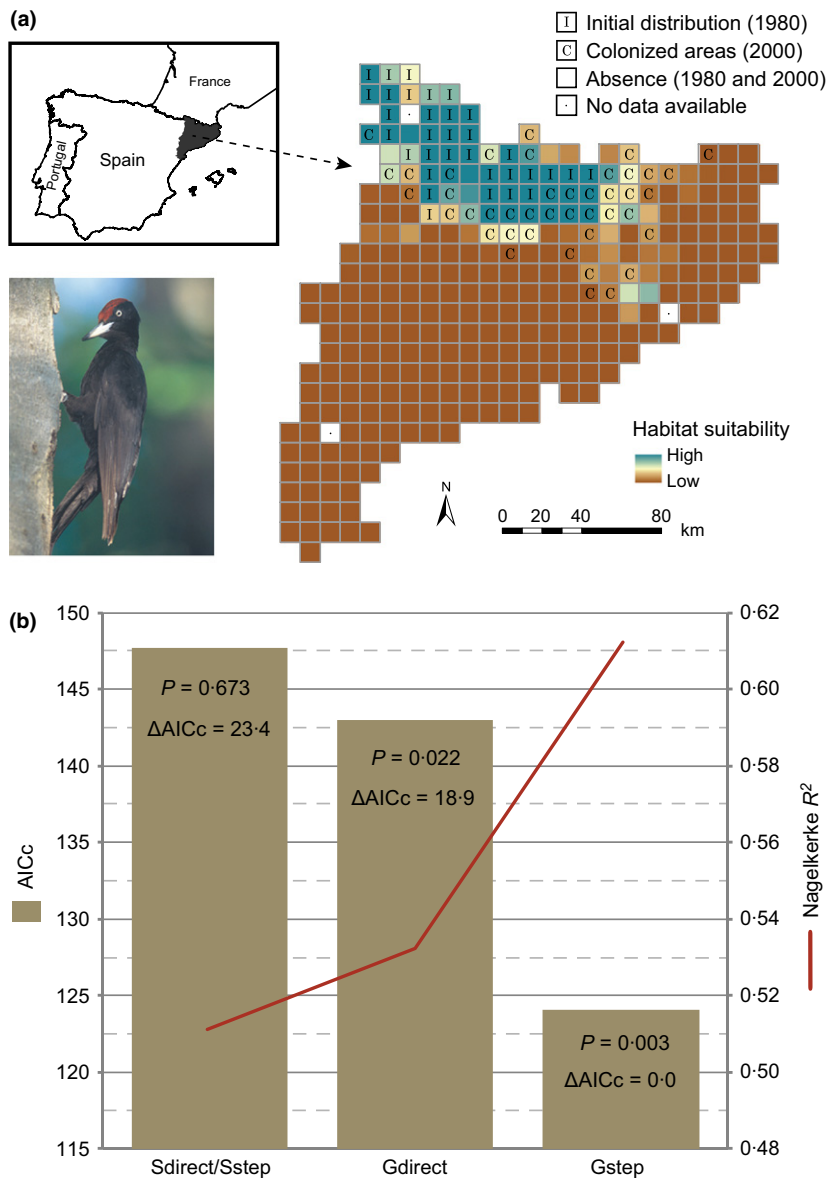 (a)
I Initial distribution (1980)
C Colonized areas (2000)
Absence (1980 and 2000)
· No data available
France
Portugal
Spain
I I I
I I I I I
I · I I I
C I I I I C
I I I I C I C C C
C C I C I I I I I I C C C C
C I C I I I C C C C C C
I C C C C C C C C C C
C C C C C
C C C
C C
C C
·
·
Habitat suitability
High
Low
N
0 20 40 80
km
(b)
150
145
140
135
130
125
120
115
AICc
P = 0·673
ΔAICc = 23·4
P = 0·022
ΔAICc = 18·9
P = 0·003
ΔAICc = 0·0
Sdirect/Sstep Gdirect Gstep
0·62
0·60
0·58
0·56
0·54
0·52
0·50
0·48
Nagelkerke R²